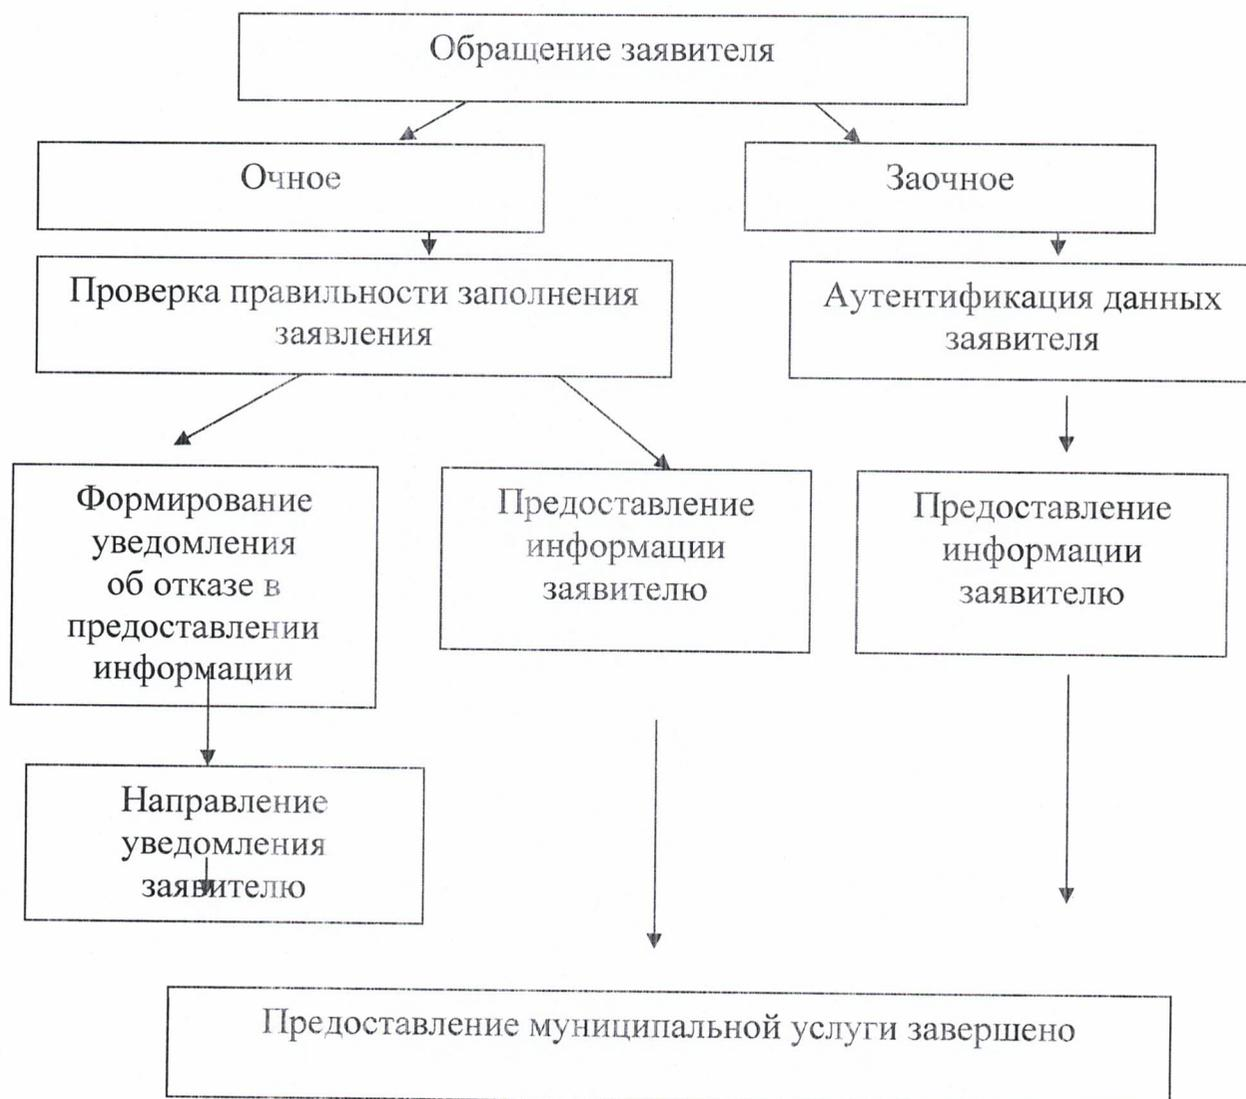 Обращение заявителя
Очное
Заочное
Проверка правильности заполнения
заявления
Аутентификация данных
заявителя
Формирование
уведомления
об отказе в
предоставлении
информации
Предоставление
информации
заявителю
Предоставление
информации
заявителю
Направление
уведомления
заявителю
Предоставление муниципальной услуги завершено